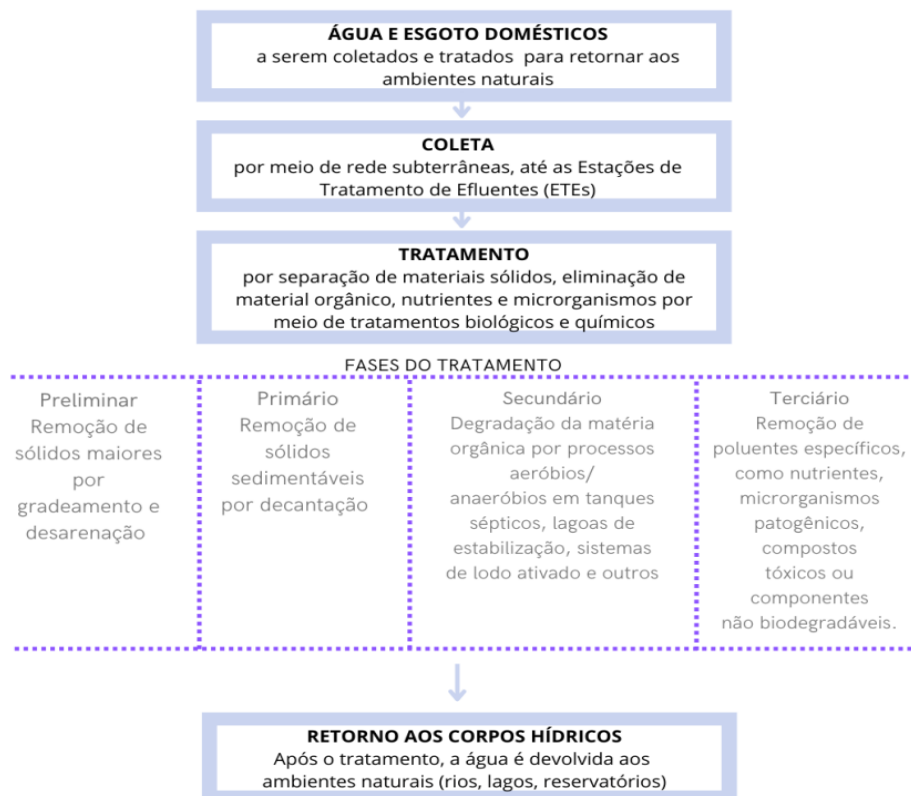 ÁGUA E ESGOTO DOMÉSTICOS
a serem coletados e tratados para retornar aos
ambientes naturais
COLETA
por meio de rede subterrâneas, até as Estações de
Tratamento de Efluentes (ETEs)
TRATAMENTO
por separação de materiais sólidos, eliminação de
material orgânico, nutrientes e microrganismos por
meio de tratamentos biológicos e químicos
FASES DO TRATAMENTO
Preliminar
Remoção de
sólidos maiores
por
gradeamento e
desarenação
Primário
Remoção de
sólidos
sedimentáveis
por decantação
Secundário
Degradação da matéria
orgânica por processos
aeróbios/
anaeróbios em tanques
sépticos, lagoas de
estabilização, sistemas
de lodo ativado e outros
Terciário
Remoção de
poluentes específicos,
como nutrientes,
microrganismos
patogênicos,
compostos
tóxicos ou
componentes
não biodegradáveis.
RETORNO AOS CORPOS HÍDRICOS
Após o tratamento, a água é devolvida aos
ambientes naturais (rios, lagos, reservatórios)